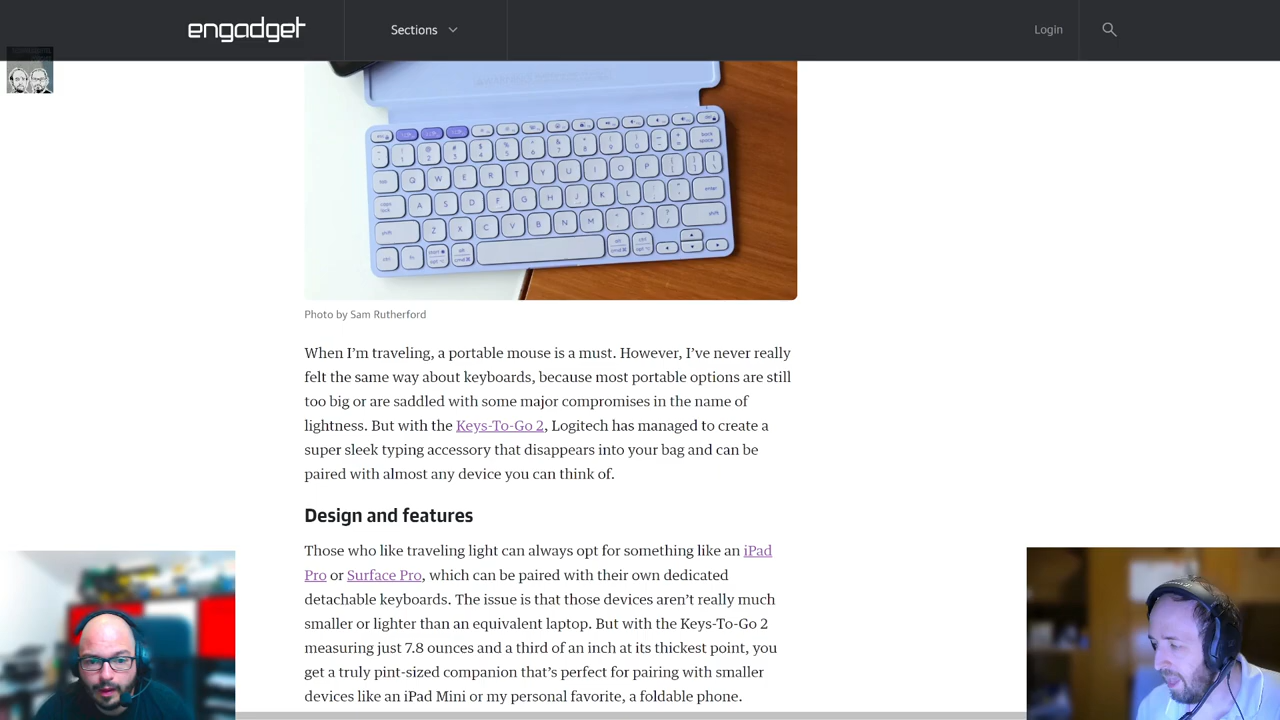 engadget
Sections
Login
Q W E R T Y U I O P
A S D F G H J K L
Z X C V B N M
Photo by Sam Rutherford
When I'm traveling, a portable mouse is a must. However, I've never really
felt the same way about keyboards, because most portable options are still
too big or are saddled with some major compromises in the name of
lightness. But with the Keys-To-Go 2, Logitech has managed to create a
super sleek typing accessory that disappears into your bag and can be
paired with almost any device you can think of.
Design and features
Those who like traveling light can always opt for something like an iPad
Pro or Surface Pro, which can be paired with their own dedicated
detachable keyboards. The issue is that those devices aren't really much
smaller or lighter than an equivalent laptop. But with the Keys-To-Go 2
measuring just 7.8 ounces and a third of an inch at its thickest point, you
get a truly pint-sized companion that's perfect for pairing with smaller
devices like an iPad Mini or my personal favorite, a foldable phone.